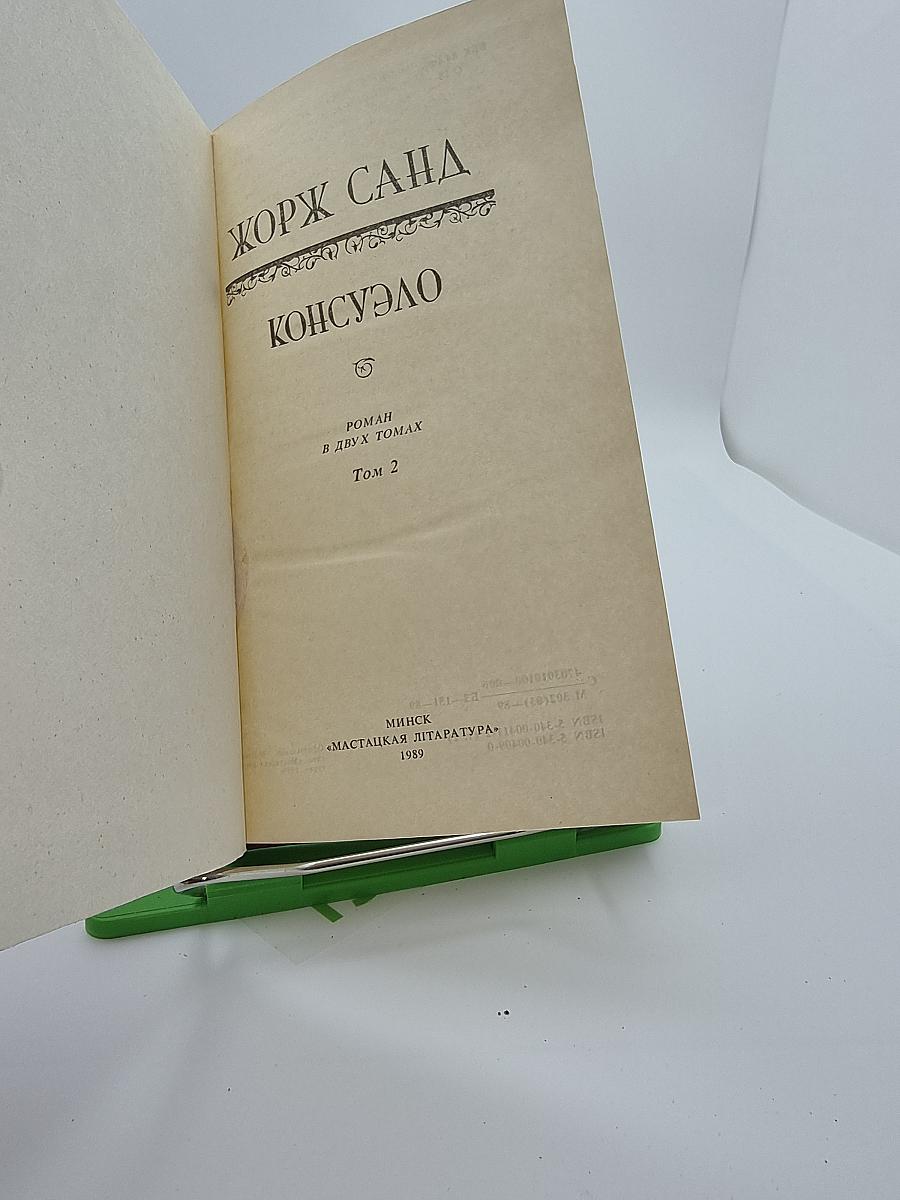 ЖОРЖ САНД
КОНСУЭЛО
РОМАН
В ДВУХ ТОМАХ
Том 2
МИНСК
«МАСТАЦКАЯ ЛІТАРАТУРА»
1989